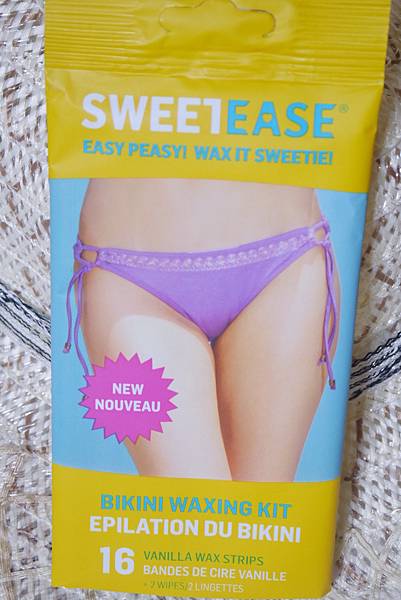 SWEETEASE®
EASY PEASY! WAX IT SWEETIE!
NEW
NOUVEAU
BIKINI WAXING KIT
EPILATION DU BIKINI
16 VANILLA WAX STRIPS
BANDES DE CIRE VANILLE
+ 2 WIPES/2 LINGETTES